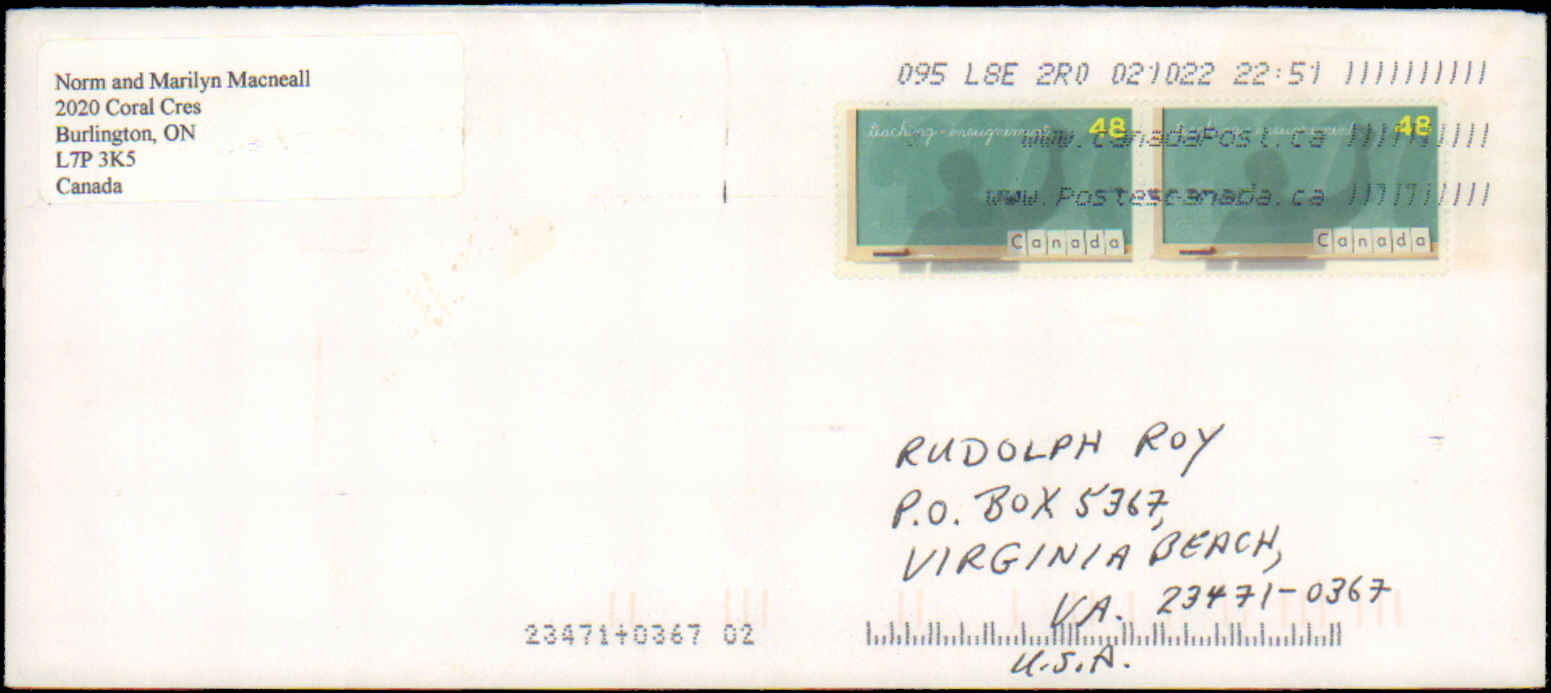 Norm and Marilyn Macneall
2020 Coral Cres
Burlington, ON
L7P 3K5
Canada
095 L8E 2R0 021022 22:51 ///////////
teaching • enseignement 48
48
www.canadaPost.ca
www.Postescanada.ca
Canada
Canada
RUDOLPH ROY
P.O. BOX 5367,
VIRGINIA BEACH,
VA. 23471-0367
23471+0367 02
U.S.A.